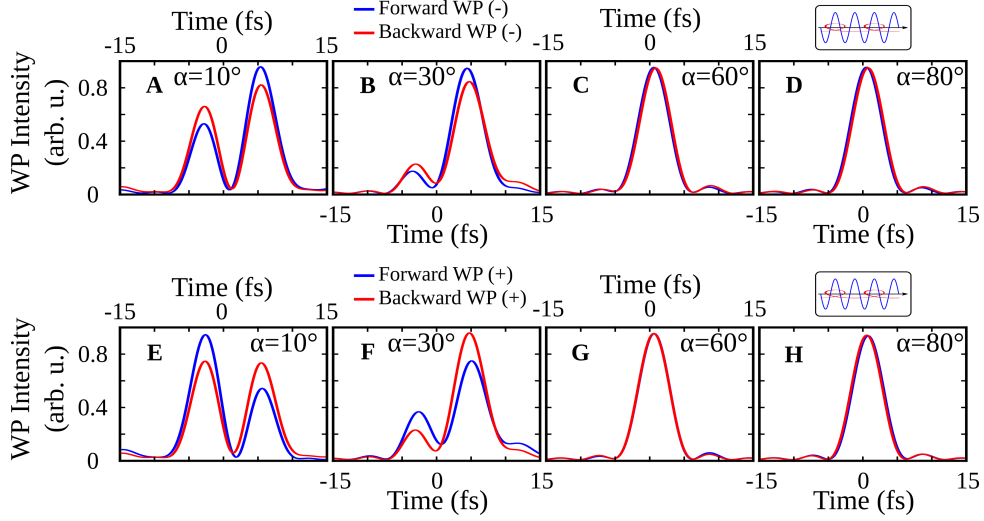 Time (fs)
Forward WP (-)
Backward WP (-)
Time (fs)
-15 0 15
-15 0 15
WP Intensity
(arb. u.)
0.8
0.4
0
A α=10°
B α=30°
C α=60°
D α=80°
-15 0 15
Time (fs)
-15 0 15
Time (fs)
Time (fs)
Forward WP (+)
Backward WP (+)
Time (fs)
-15 0 15
-15 0 15
WP Intensity
(arb. u.)
0.8
0.4
0
E α=10°
F α=30°
G α=60°
H α=80°
-15 0 15
Time (fs)
-15 0 15
Time (fs)